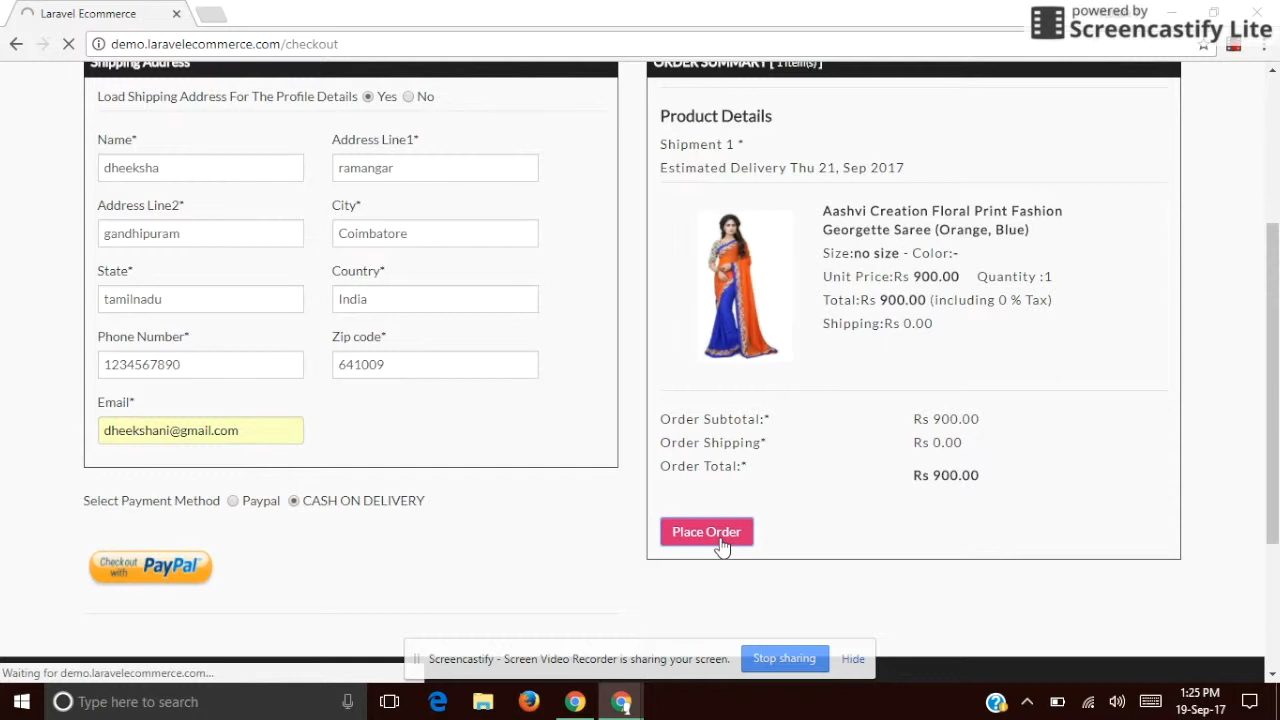 Laravel Ecommerce
powered by
Screencastify Lite
demo.laravelecommerce.com/checkout
Shipping Address
Load Shipping Address For The Profile Details Yes No
Name* Address Line1*
dheeksha ramangar
Address Line2* City*
gandhipuram Coimbatore
State* Country*
tamilnadu India
Phone Number* Zip code*
1234567890 641009
Email*
dheekshani@gmail.com
Select Payment Method Paypal CASH ON DELIVERY
Checkout with PayPal™
ORDER SUMMARY [ 1 item(s) ]
Product Details
Shipment 1 *
Estimated Delivery Thu 21, Sep 2017
Aashvi Creation Floral Print Fashion
Georgette Saree (Orange, Blue)
Size:no size - Color:-
Unit Price:Rs 900.00 Quantity :1
Total:Rs 900.00 (including 0 % Tax)
Shipping:Rs 0.00
Order Subtotal:* Rs 900.00
Order Shipping* Rs 0.00
Order Total:* Rs 900.00
Place Order
Screencastify - Screen Video Recorder is sharing your screen. Stop sharing Hide
Waiting for demo.laravelecommerce.com...
Type here to search
1:25 PM
19-Sep-17